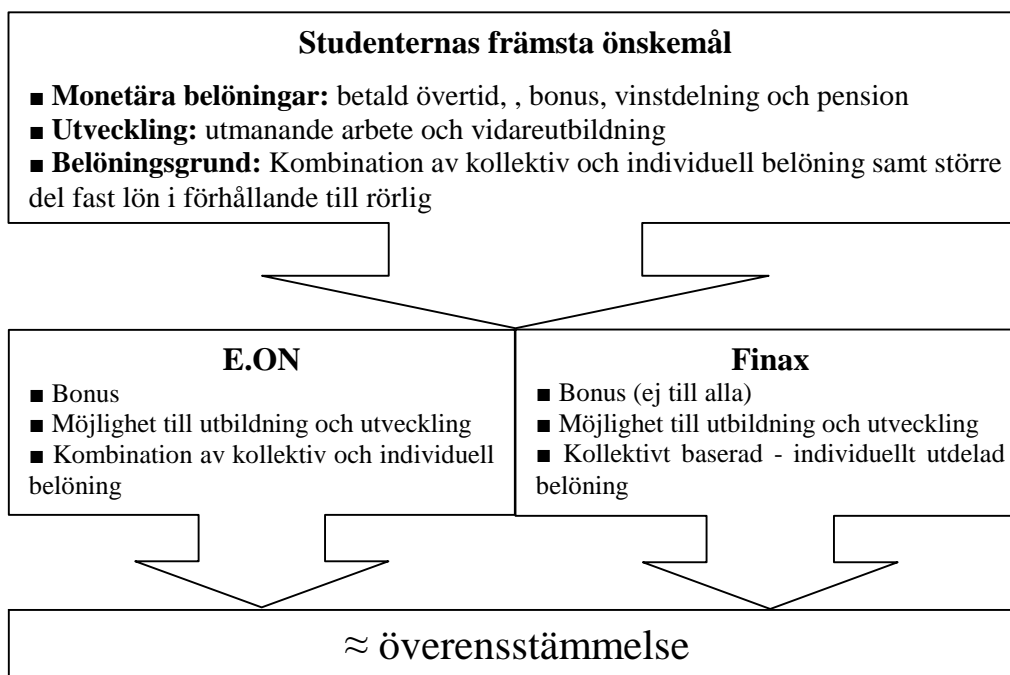 Studenternas främsta önskemål
■ Monetära belöningar: betald övertid, , bonus, vinstdelning och pension
■ Utveckling: utmanande arbete och vidareutbildning
■ Belöningsgrund: Kombination av kollektiv och individuell belöning samt större
del fast lön i förhållande till rörlig
E.ON
■ Bonus
■ Möjlighet till utbildning och utveckling
■ Kombination av kollektiv och individuell
belöning
Finax
■ Bonus (ej till alla)
■ Möjlighet till utbildning och utveckling
■ Kollektivt baserad - individuellt utdelad
belöning
≈ överensstämmelse